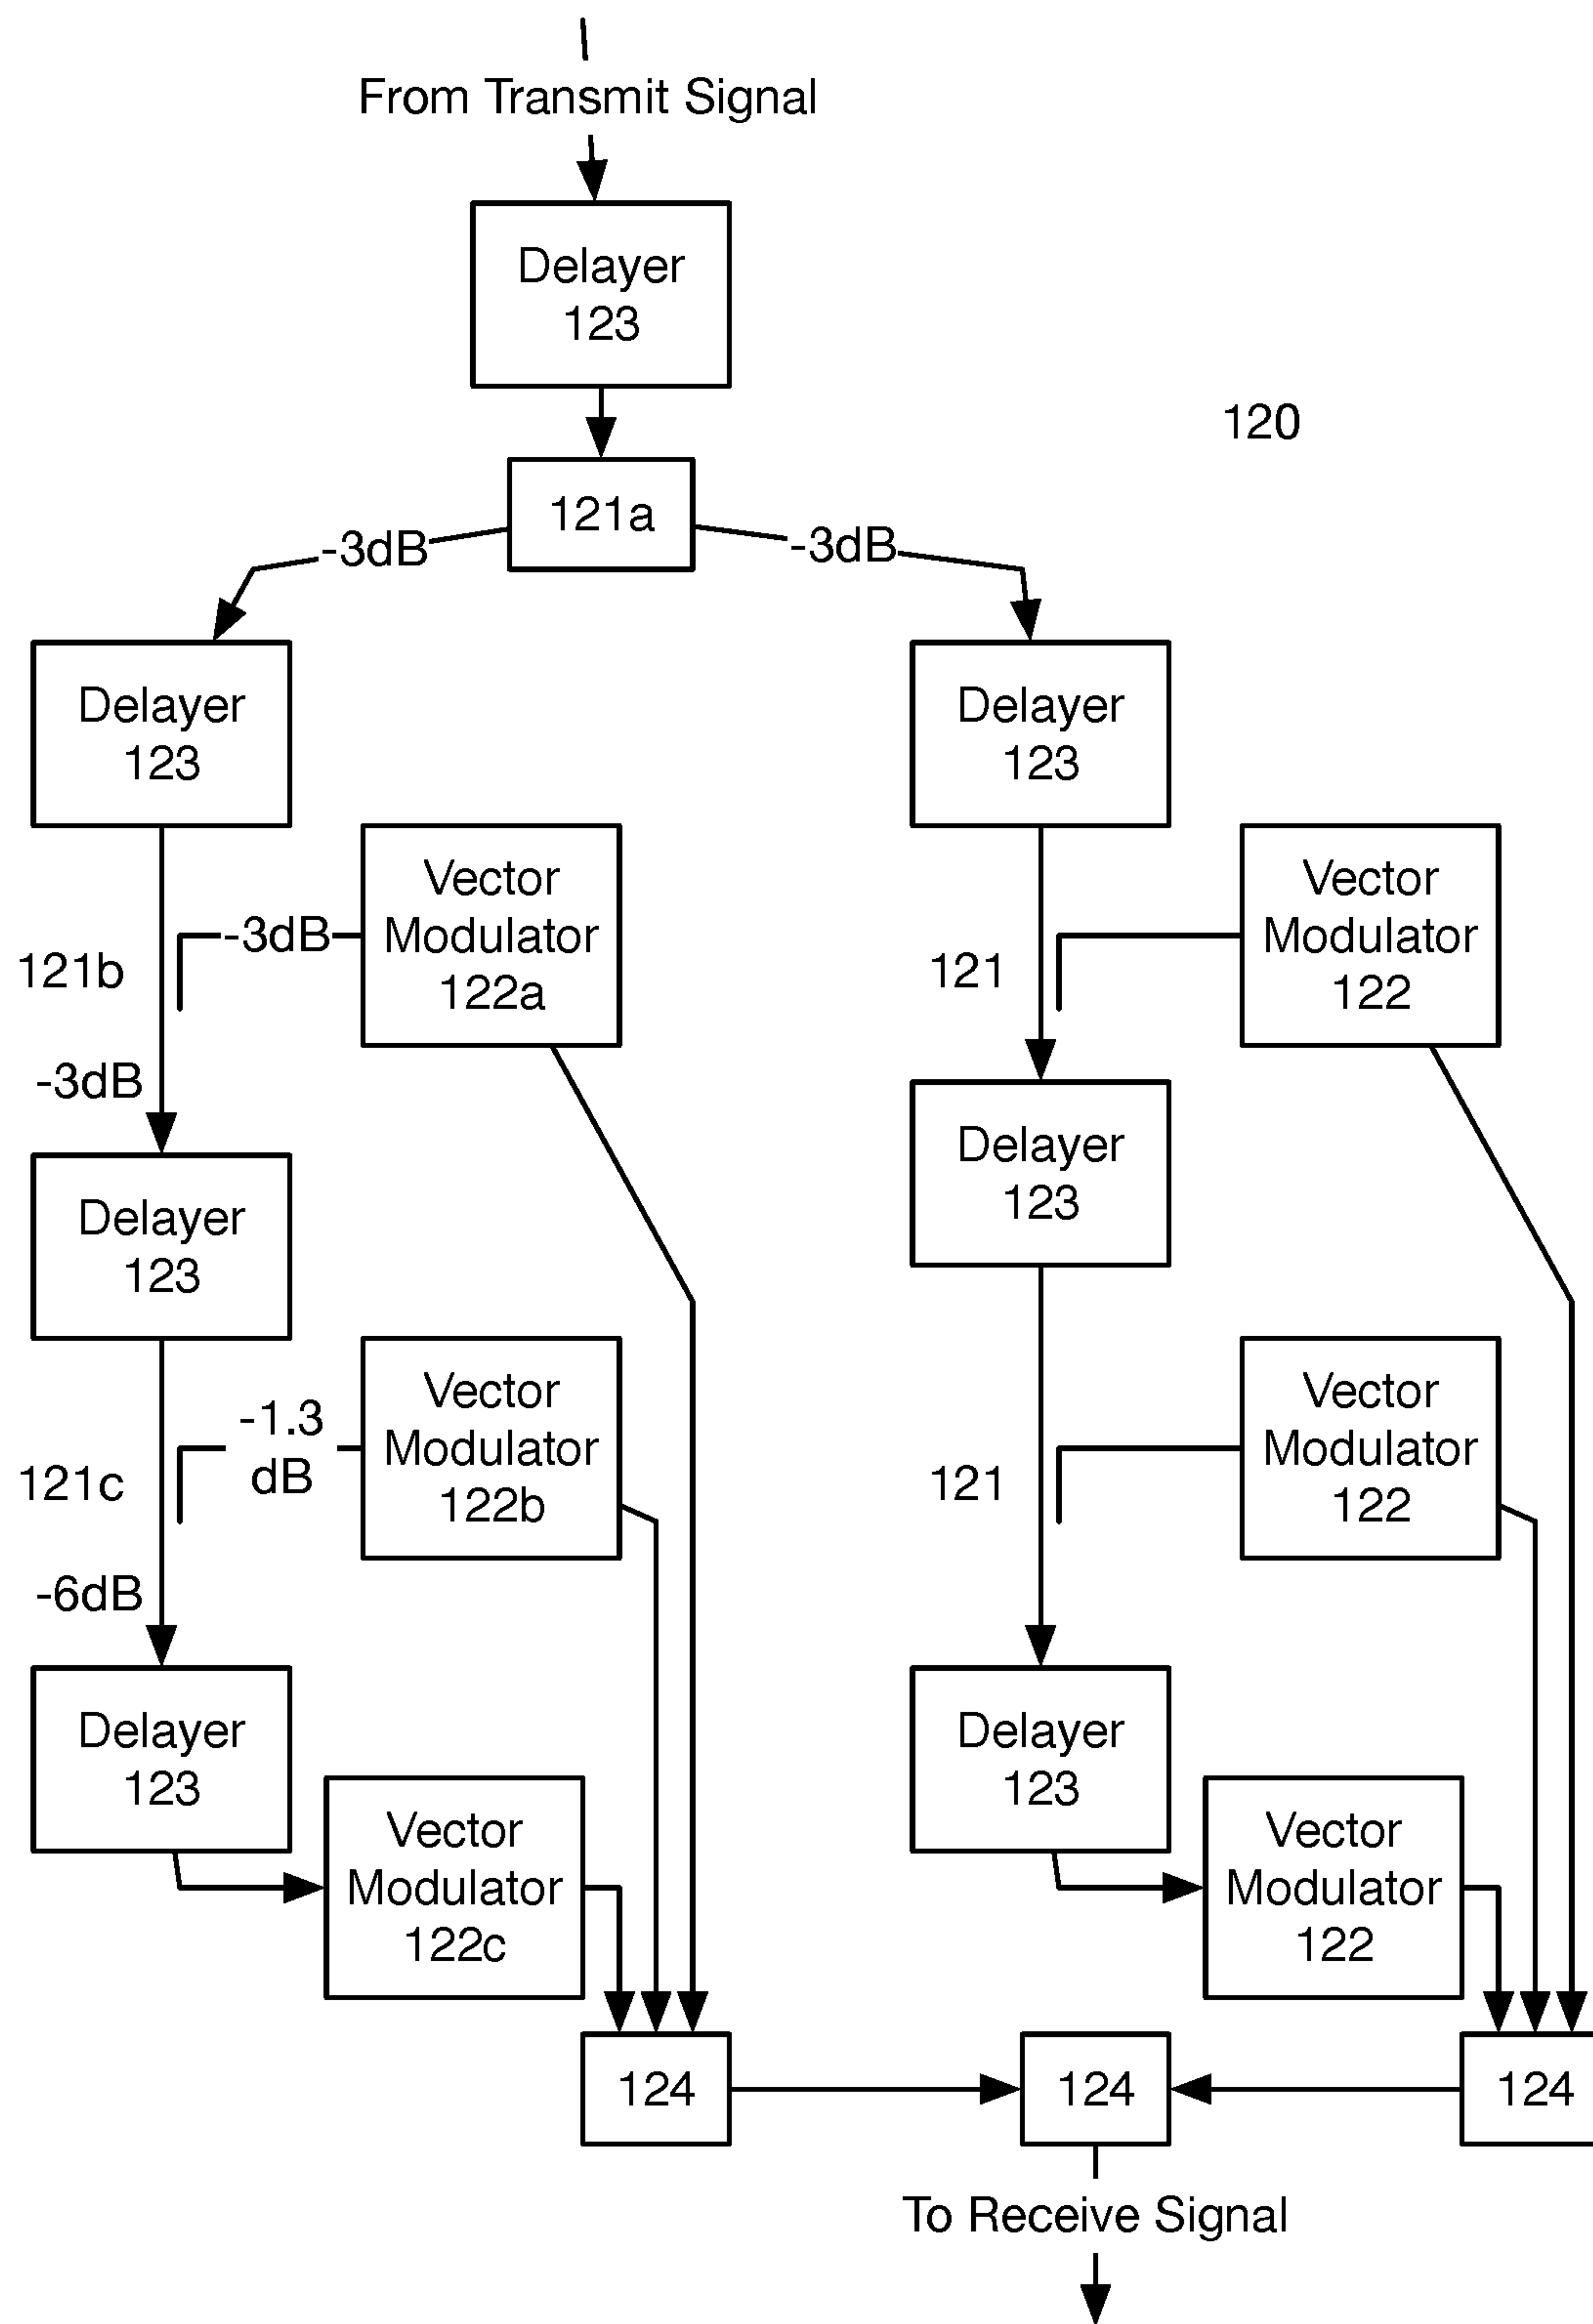 From Transmit Signal
Delayer
123
120
121a
-3dB
-3dB
Delayer
123
Delayer
123
Vector
Modulator
122a
-3dB
121b
-3dB
Vector
Modulator
122
121
Delayer
123
Delayer
123
Vector
Modulator
122b
-1.3
dB
121c
-6dB
Vector
Modulator
122
121
Delayer
123
Vector
Modulator
122c
Delayer
123
Vector
Modulator
122
124
124
124
To Receive Signal